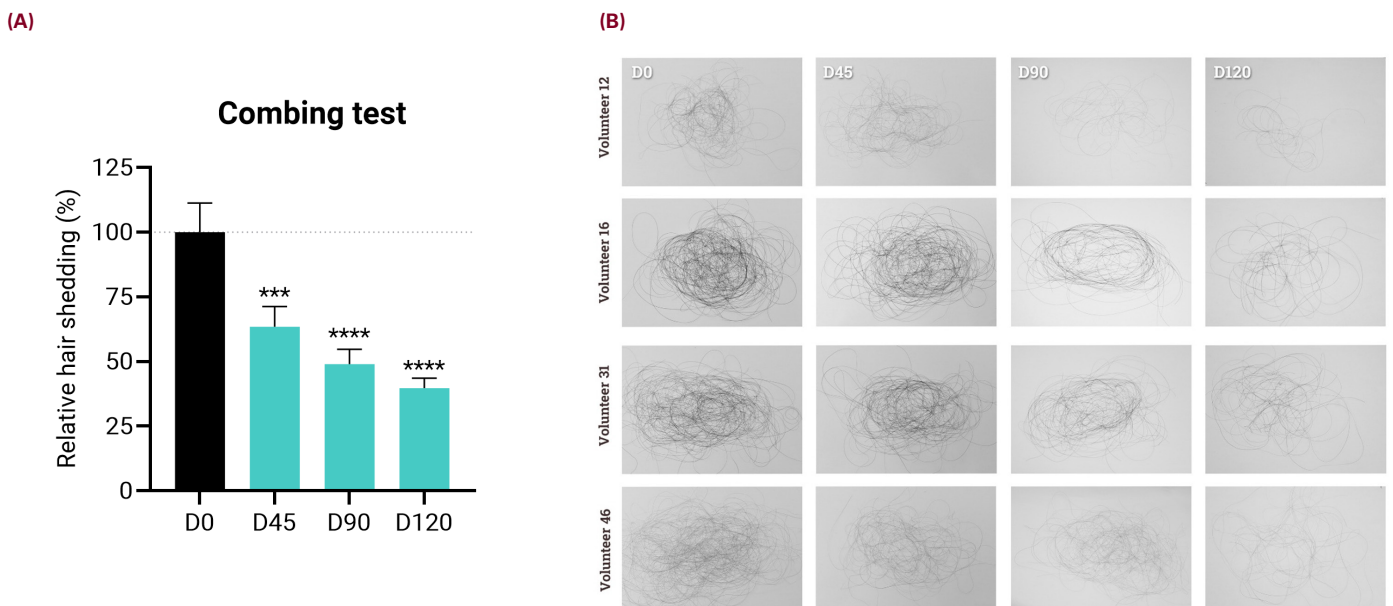 (A)
Combing test
Relative hair shedding (%)
125
100
75
50
25
0
***
****
****
D0 D45 D90 D120
(B)
D0 D45 D90 D120
Volunteer 12
Volunteer 16
Volunteer 31
Volunteer 46